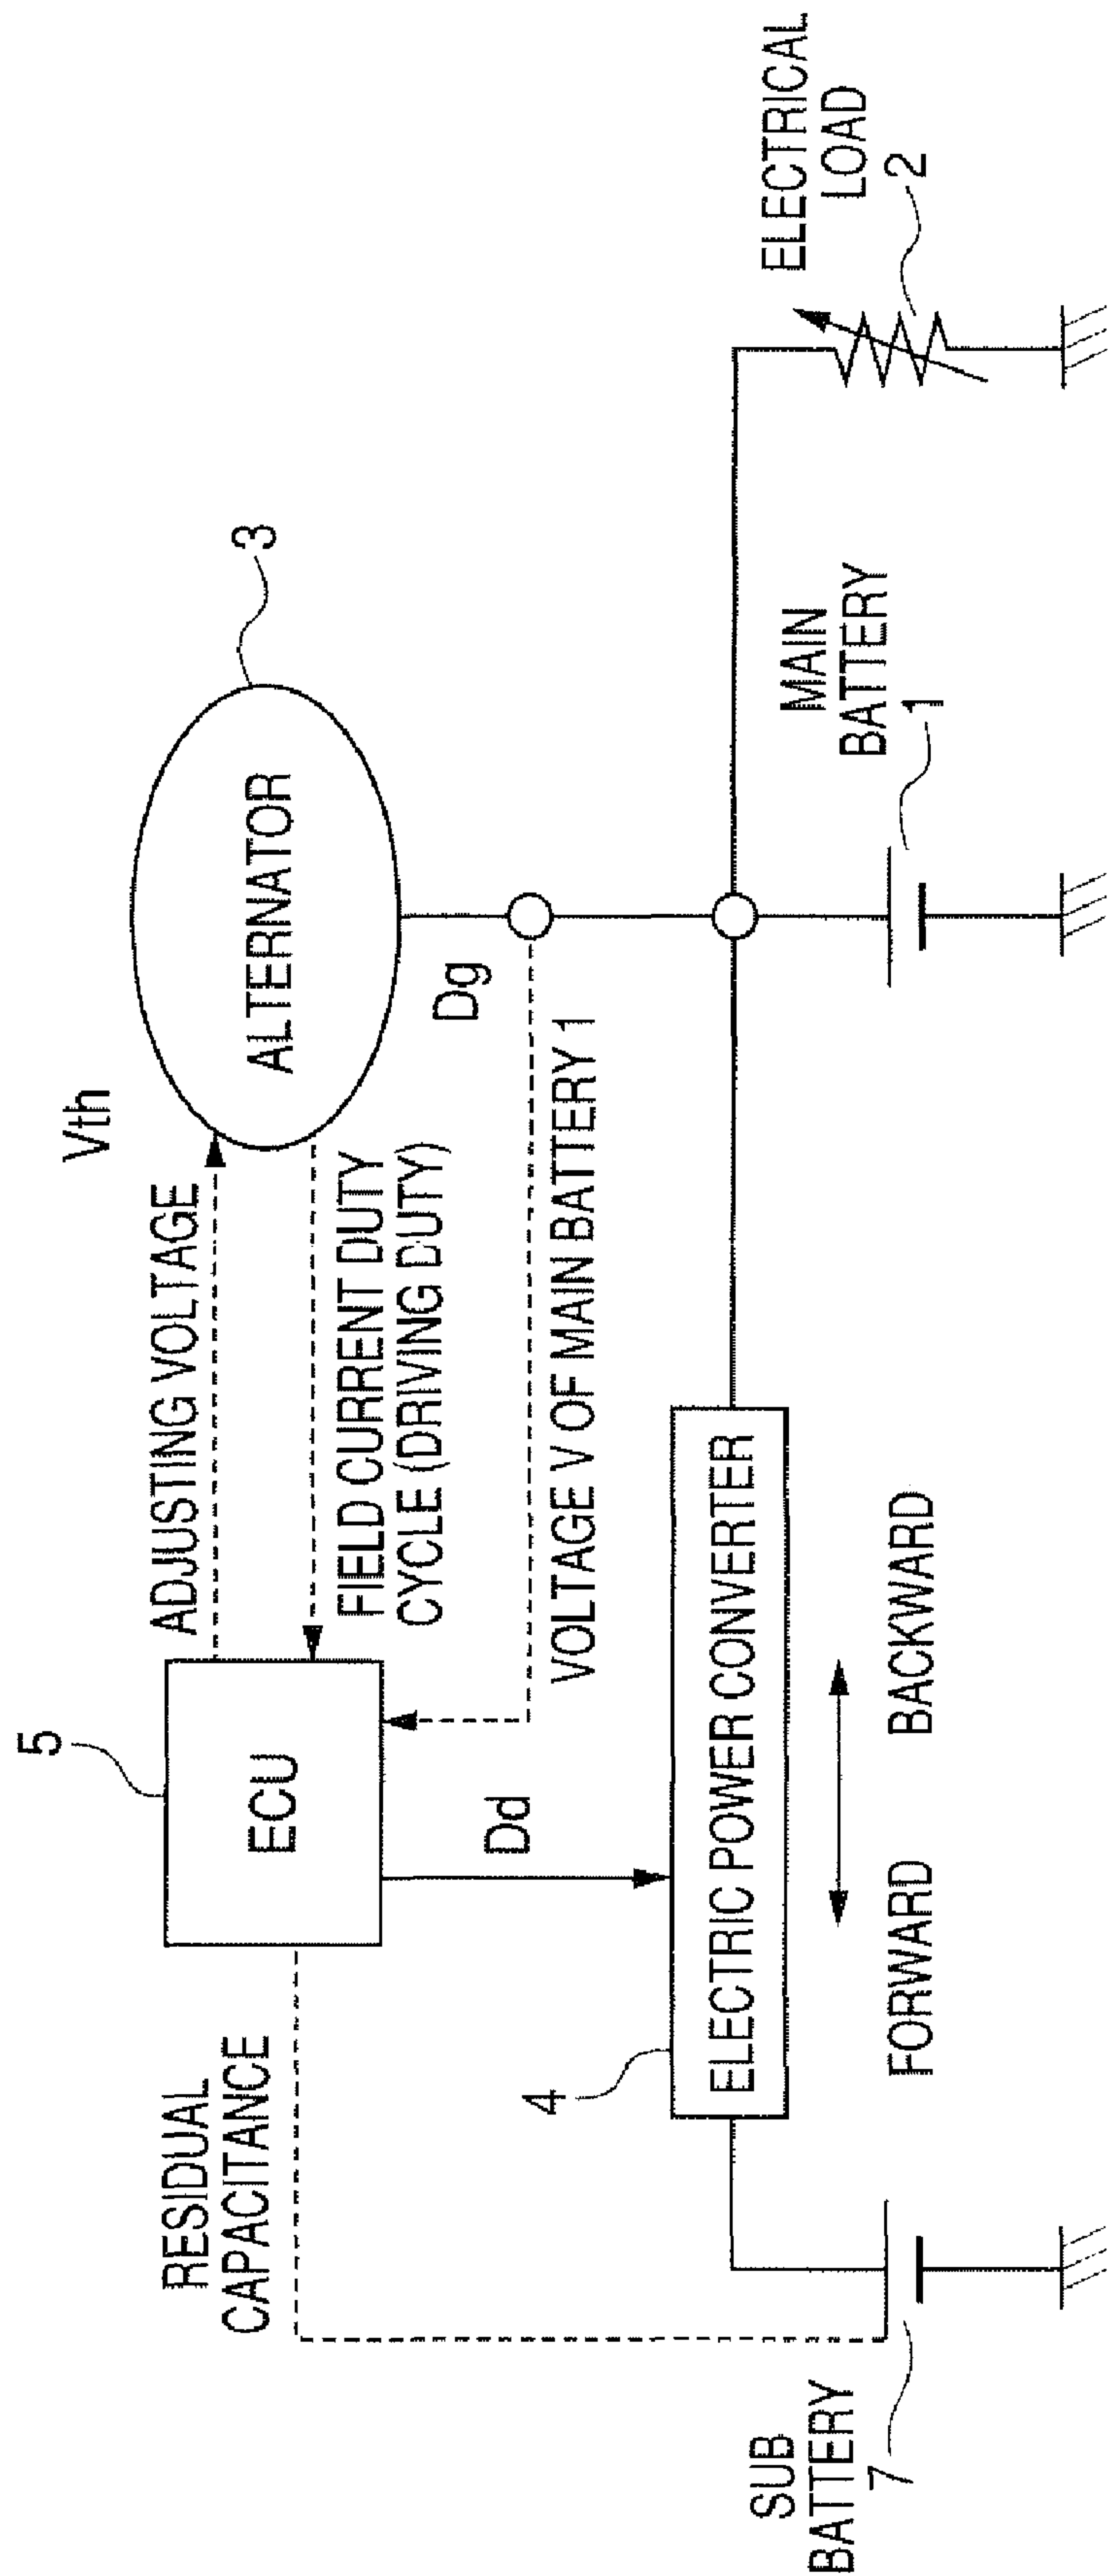 5
ECU
RESIDUAL
CAPACITANCE
ADJUSTING VOLTAGE
Vth
ALTERNATOR
3
FIELD CURRENT DUTY
CYCLE (DRIVING DUTY)
Dg
VOLTAGE V OF MAIN BATTERY 1
Dd
4
ELECTRIC POWER CONVERTER
FORWARD
BACKWARD
SUB
BATTERY
7
MAIN
BATTERY
1
ELECTRICAL
LOAD
2